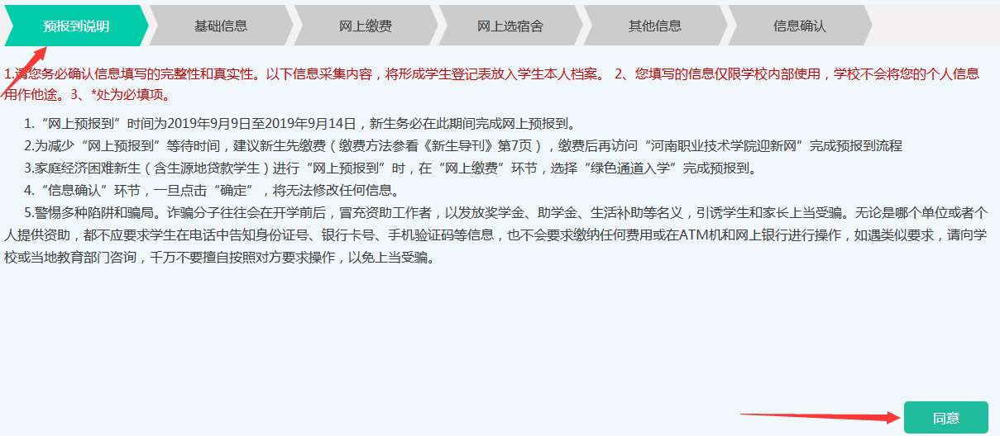 预报到说明 基础信息 网上缴费 网上选宿舍 其他信息 信息确认
1.请您务必确认信息填写的完整性和真实性。以下信息采集内容，将形成学生登记表放入学生本人档案。 2、您填写的信息仅限学校内部使用，学校不会将您的个人信息
用作他途。3、*处为必填项。
1.“网上预报到”时间为2019年9月9日至2019年9月14日，新生务必在此期间完成网上预报到。
2.为减少“网上预报到”等待时间，建议新生先缴费（缴费方法参看《新生导刊》第7页），缴费后再访问“河南职业技术学院迎新网”完成预报到流程
3.家庭经济困难新生（含生源地贷款学生）进行“网上预报到”时，在“网上缴费”环节，选择“绿色通道入学”完成预报到。
4.“信息确认”环节，一旦点击“确定”，将无法修改任何信息。
5.警惕多种陷阱和骗局。诈骗分子往往会在开学前后，冒充资助工作者，以发放奖学金、助学金、生活补助等名义，引诱学生和家长上当受骗。无论是哪个单位或者个
人提供资助，都不应要求学生在电话中告知身份证号、银行卡号、手机验证码等信息，也不会要求缴纳任何费用或在ATM机和网上银行进行操作，如遇类似要求，请向学
校或当地教育部门咨询，千万不要擅自按照对方要求操作，以免上当受骗。
同意